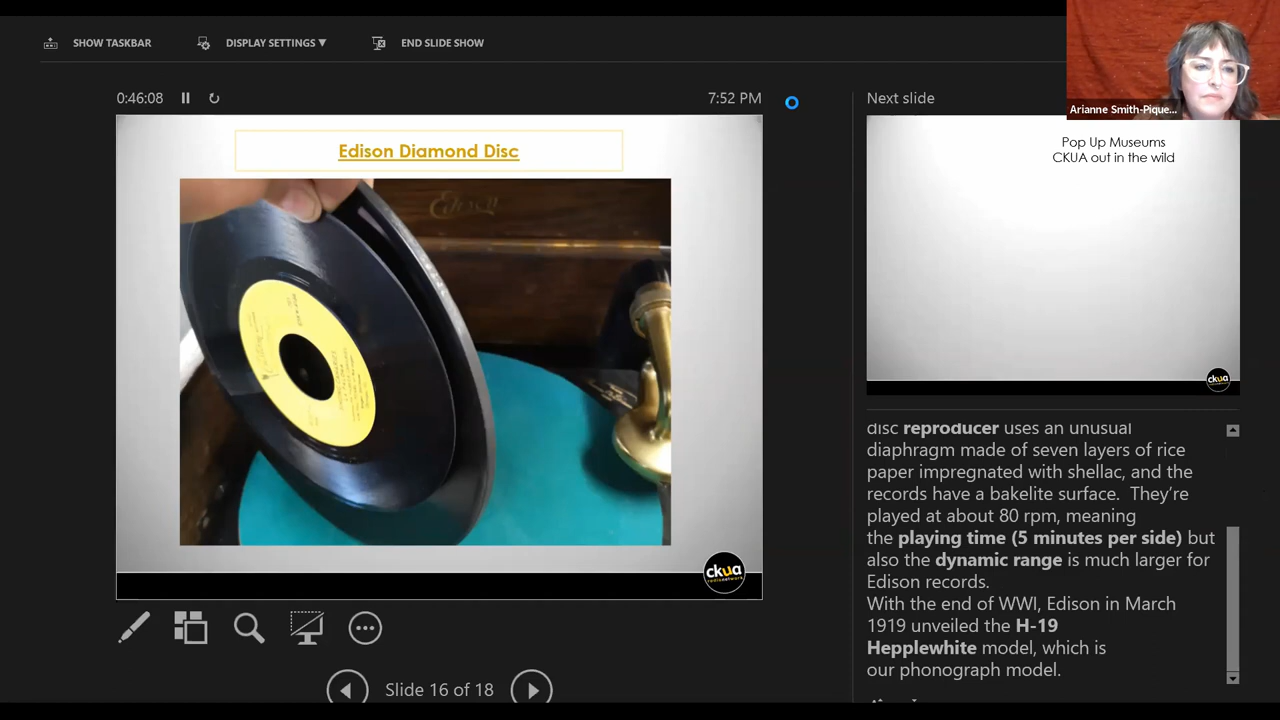 SHOW TASKBAR
DISPLAY SETTINGS ▼
END SLIDE SHOW
0:46:08
7:52 PM
Next slide
Arianne Smith-Pique...
Edison Diamond Disc
Edison
ckua
radio network
Pop Up Museums
CKUA out in the wild
ckua
disc reproducer uses an unusual
diaphragm made of seven layers of rice
paper impregnated with shellac, and the
records have a bakelite surface. They're
played at about 80 rpm, meaning
the playing time (5 minutes per side) but
also the dynamic range is much larger for
Edison records.
With the end of WWI, Edison in March
1919 unveiled the H-19
Hepplewhite model, which is
our phonograph model.
Slide 16 of 18